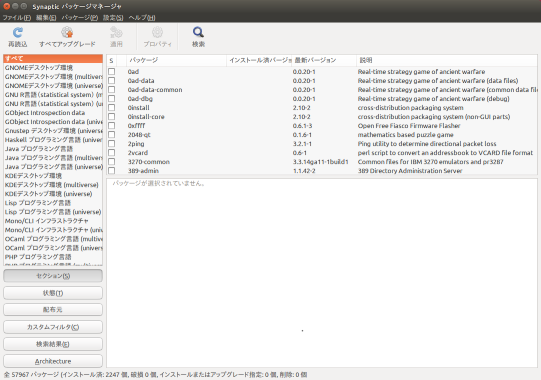 Synaptic パッケージマネージャ
ファイル(F) 編集(E) パッケージ(P) 設定(S) ヘルプ(H)
再読込 すべてアップグレード 適用 プロパティ 検索
すべて
GNOMEデスクトップ環境
GNOMEデスクトップ環境 (multivers
GNOMEデスクトップ環境 (universe)
GNU R言語 (statistical system) (m
GNU R言語 (statistical system) (u
GObject Introspection data
GObject Introspection data (unive
Gnustep デスクトップ環境 (universe
Haskell プログラミング言語 (univers
Java プログラミング言語
Java プログラミング言語 (multivers
Java プログラミング言語 (universe)
KDEデスクトップ環境
KDEデスクトップ環境 (multiverse)
KDEデスクトップ環境 (universe)
Lisp プログラミング言語
Lisp プログラミング言語 (universe)
Mono/CLI インフラストラクチャ
Mono/CLI インフラストラクチャ (univ
OCaml プログラミング言語 (multive
OCaml プログラミング言語 (univers
PHP プログラミング言語
セクション(S)
状態(T)
配布元
カスタムフィルタ(C)
検索結果(E)
Architecture
S パッケージ インストール済バージョ 最新バージョン 説明
0ad 0.0.20-1 Real-time strategy game of ancient warfare
0ad-data 0.0.20-1 Real-time strategy game of ancient warfare (data files)
0ad-data-common 0.0.20-1 Real-time strategy game of ancient warfare (common data file
0ad-dbg 0.0.20-1 Real-time strategy game of ancient warfare (debug)
0install 2.10-2 cross-distribution packaging system
0install-core 2.10-2 cross-distribution packaging system (non-GUI parts)
0xffff 0.6.1-3 Open Free Fiasco Firmware Flasher
2048-qt 0.1.6-1 mathematics based puzzle game
2ping 3.2.1-1 Ping utility to determine directional packet loss
2vcard 0.6-1 perl script to convert an addressbook to VCARD file format
3270-common 3.3.14ga11-1build1 Common files for IBM 3270 emulators and pr3287
389-admin 1.1.42-2 389 Directory Administration Server
パッケージが選択されていません。
全 57967 パッケージ (インストール済: 2247 個, 破損 0 個, インストールまたはアップグレード指定: 0 個, 削除: 0 個